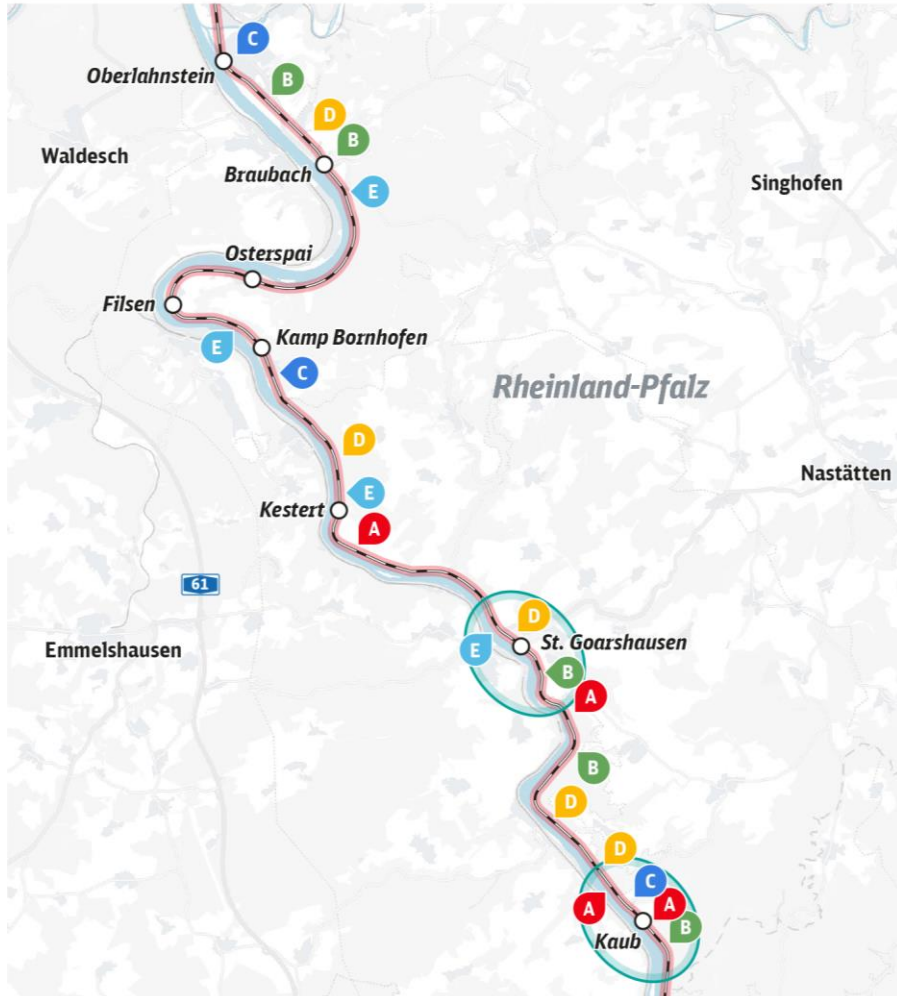 C
Oberlahnstein
B
D
Waldesch
B
Braubach
Singhofen
E
Osterspai
Filsen
Kamp Bornhofen
E
C
Rheinland-Pfalz
D
Nastätten
E
Kestert
A
61
D
Emmelshausen
E
St. Goarshausen
B
A
B
D
D
C
A
A
B
Kaub